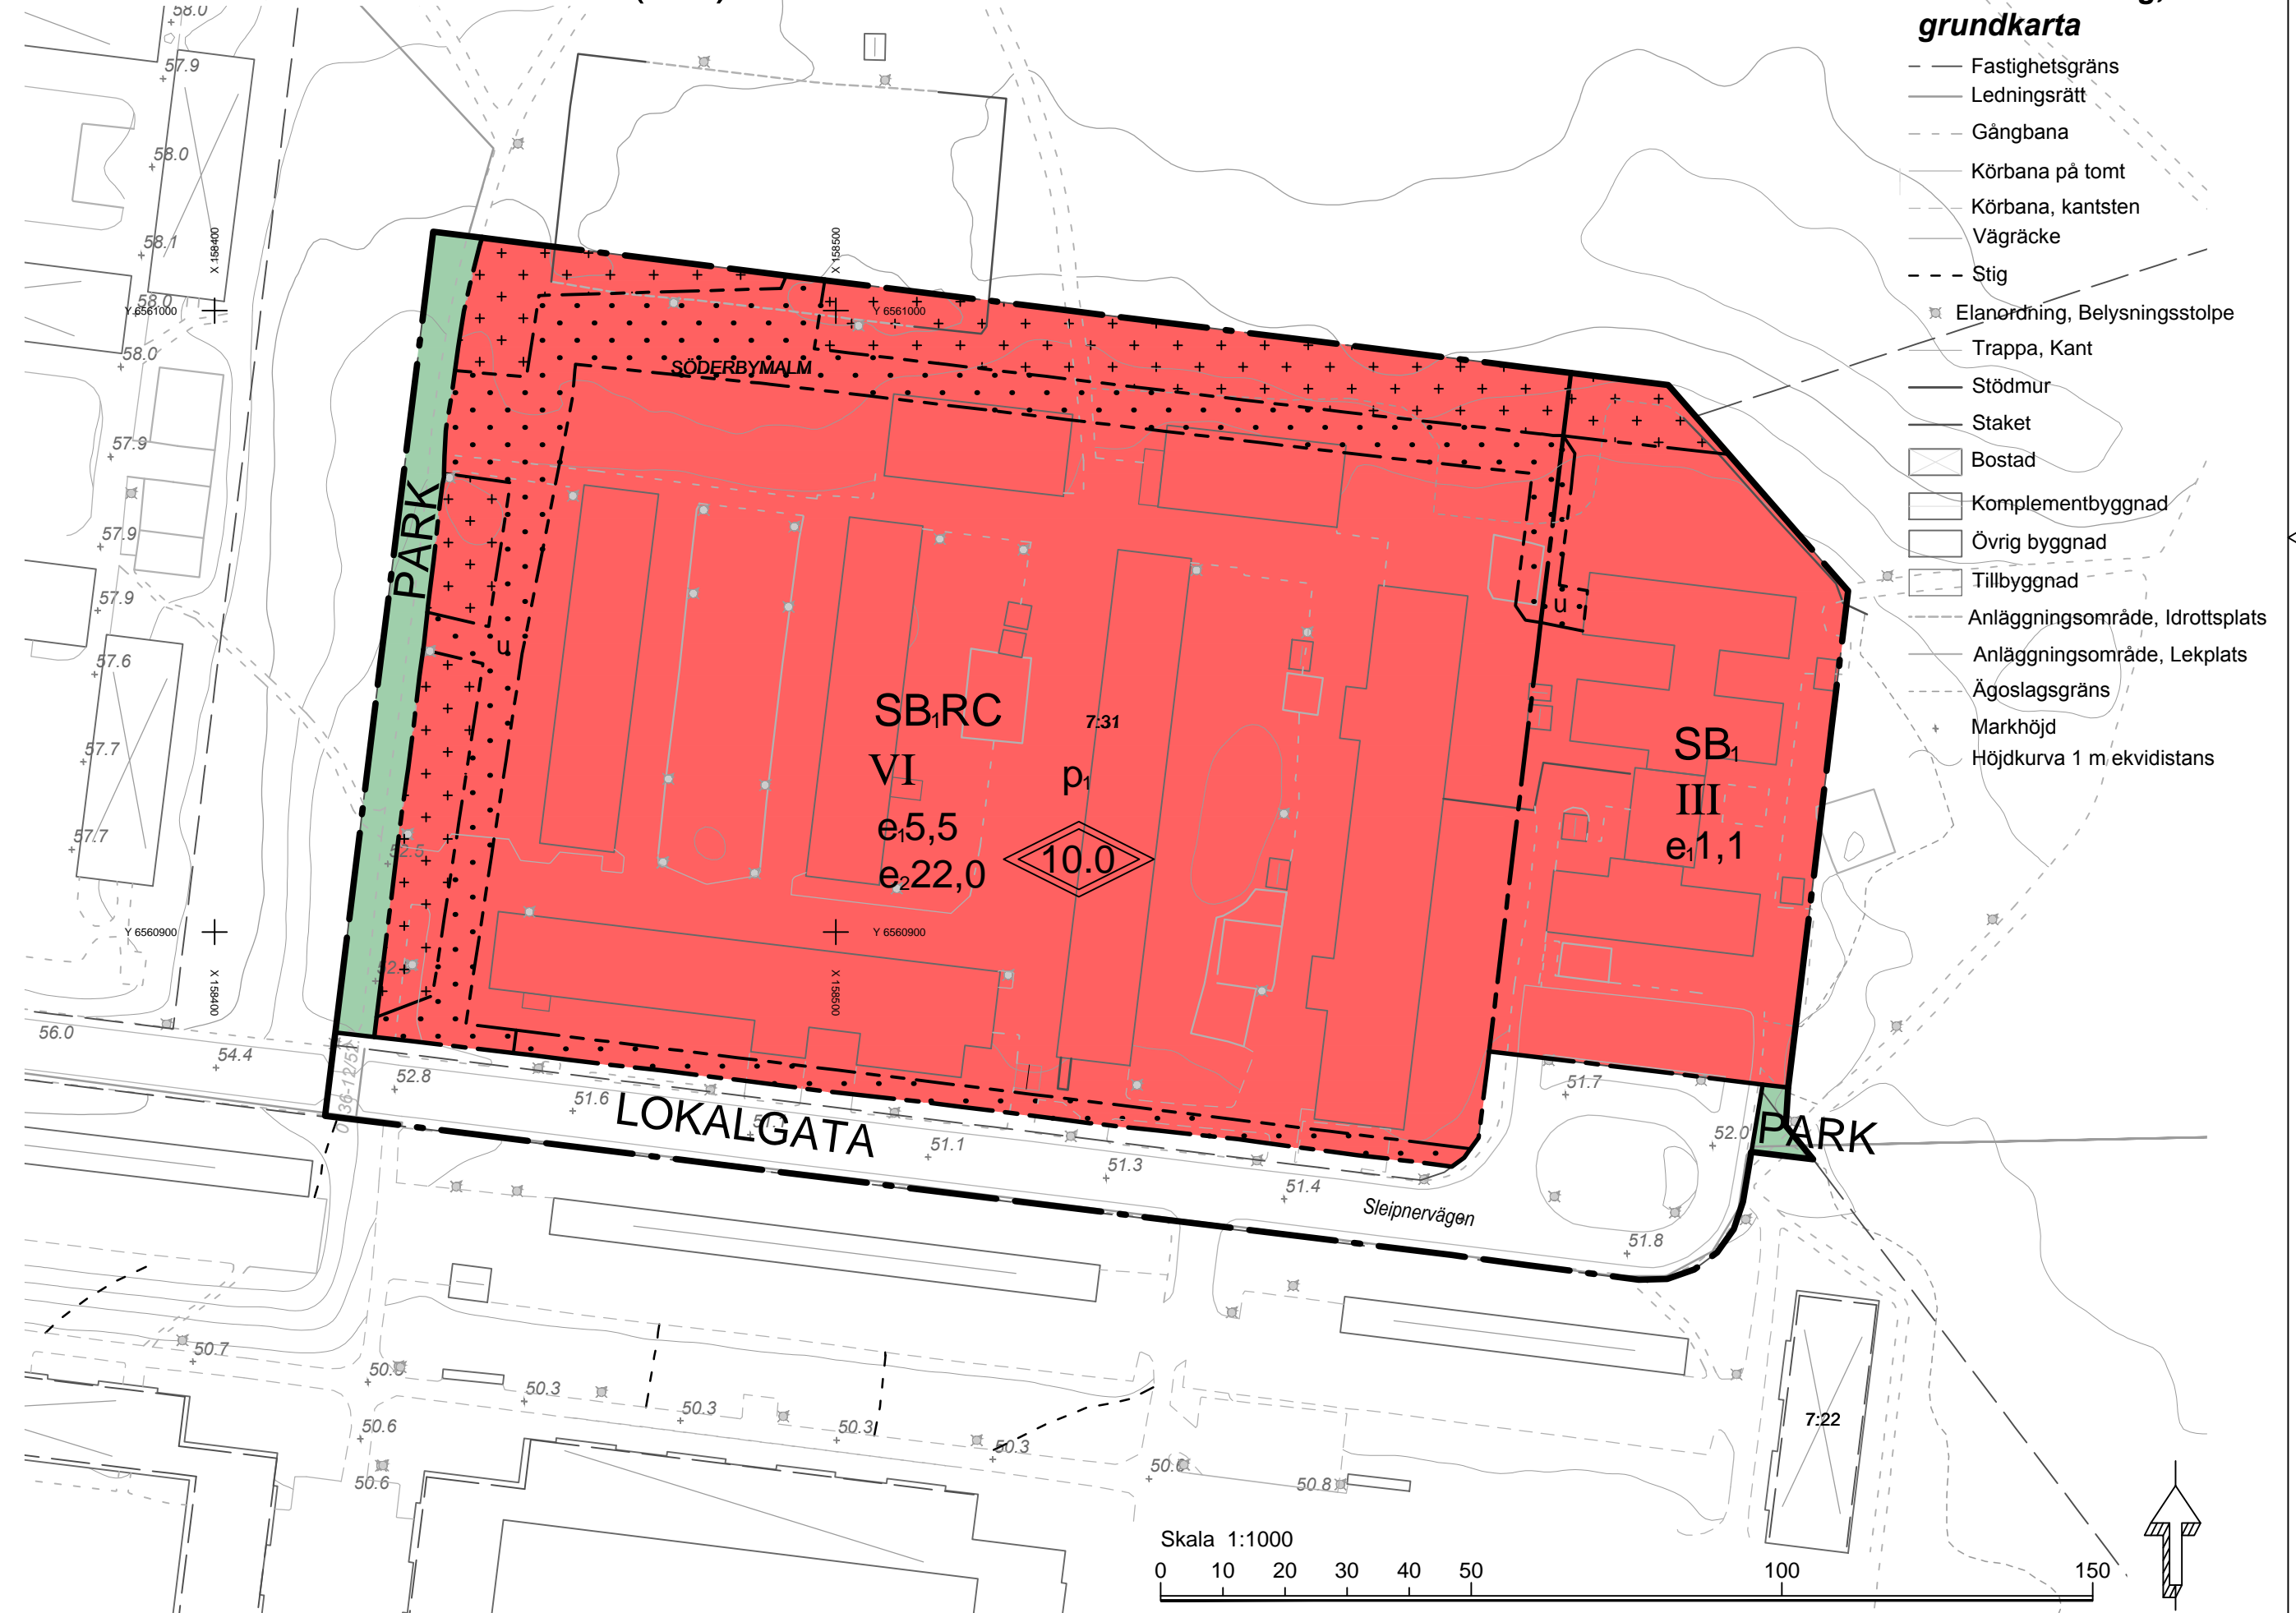 grundkarta
Fastighetsgräns
Ledningsrätt
Gångbana
Körbana på tomt
Körbana, kantsten
Vägräcke
Stig
Elanordning, Belysningsstolpe
Trappa, Kant
Stödmur
Staket
Bostad
Komplementbyggnad
Övrig byggnad
Tillbyggnad
Anläggningsområde, Idrottsplats
Anläggningsområde, Lekplats
Ägoslagsgräns
Markhöjd
Höjdkurva 1 m ekvidistans
58.0
57.9
58.0
58.1
58.0
58.0
57.9
57.9
57.9
57.6
57.7
57.7
X 158400
Y 6561000
X 158500
Y 6561000
SÖDERBYMALM
PARK
u
u
SB₁RC
VI
e₁5,5
e₂22,0
7:31
p₁
10.0
SB₁
III
e₁1,1
52.5
Y 6560900
X 158400
Y 6560900
X 158500
56.0
54.4
52.8
51.6
LOKALGATA
51.1
51.3
51.4
51.7
52.0
PARK
Sleipnervägen
51.8
50.7
50.6
50.6
50.3
50.3
50.3
50.3
50.8
7:22
Skala 1:1000
0 10 20 30 40 50 100 150